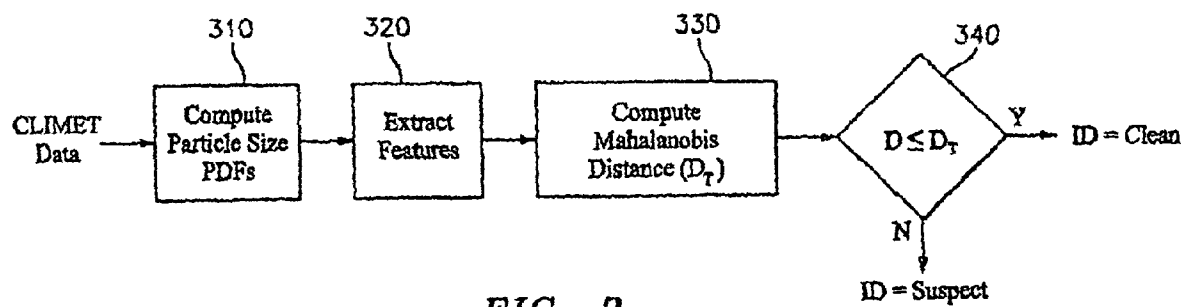 310
320
330
340
CLIMET
Data
Compute
Particle Size
PDFs
Extract
Features
Compute
Mahalanobis
Distance (D_T)
D ≤ D_T
Y
ID = Clean
N
ID = Suspect